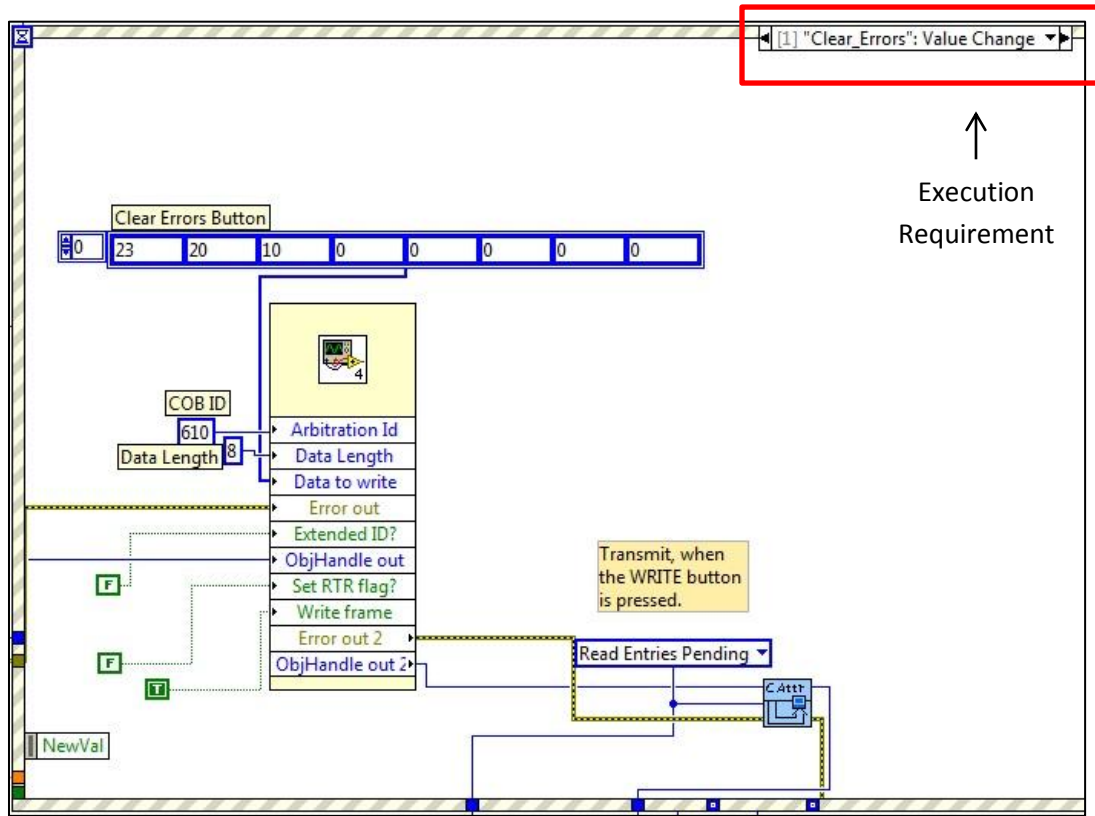 [1] "Clear_Errors": Value Change
Execution
Requirement
Clear Errors Button
0
23 20 10 0 0 0 0 0
4
COB ID
610
Data Length 8
Arbitration Id
Data Length
Data to write
Error out
Extended ID?
ObjHandle out
Set RTR flag?
Write frame
Error out 2
ObjHandle out 2
F
F
T
Transmit, when
the WRITE button
is pressed.
Read Entries Pending
C Attr
NewVal